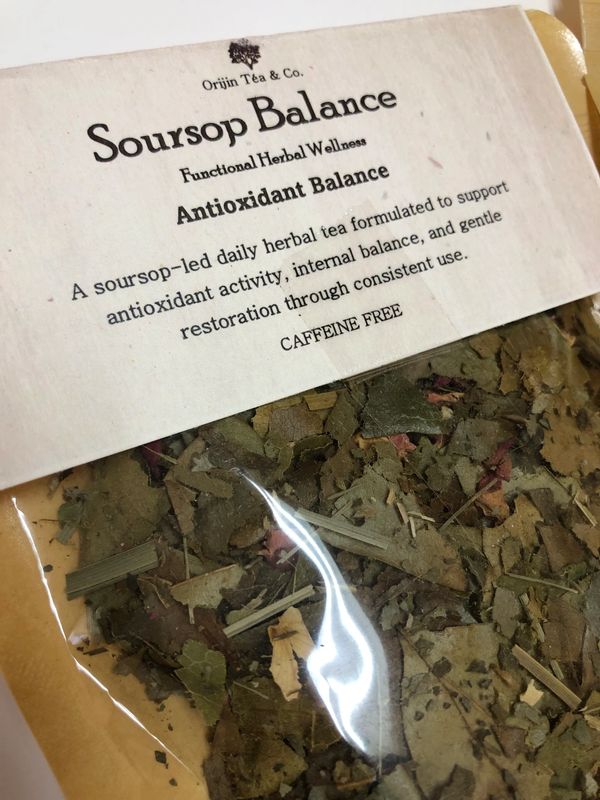 Orijin Tea & Co.
Soursop Balance
Functional Herbal Wellness
Antioxidant Balance
A soursop-led daily herbal tea formulated to support
antioxidant activity, internal balance, and gentle
restoration through consistent use.
CAFFEINE FREE